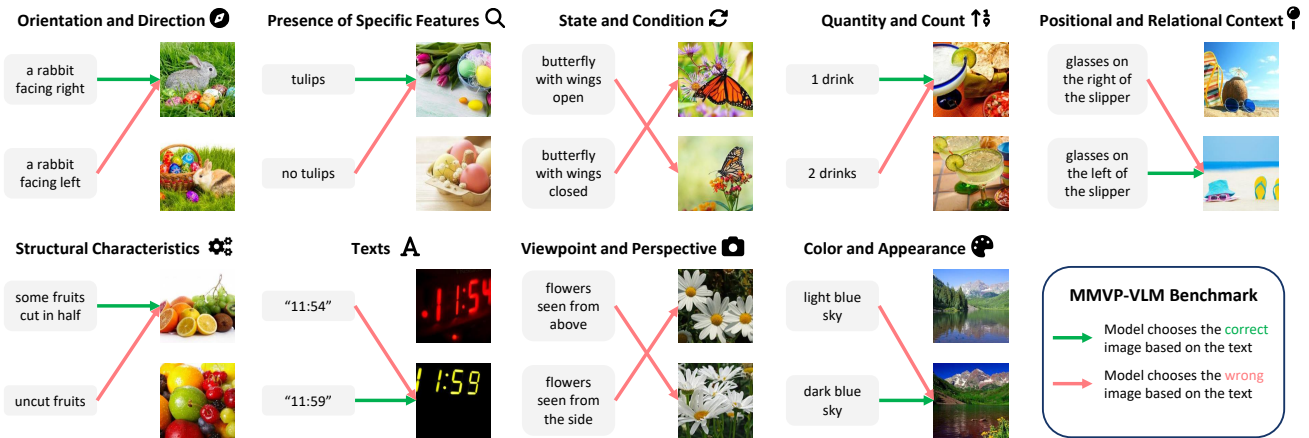 Orientation and Direction
a rabbit
facing right
a rabbit
facing left
Presence of Specific Features
tulips
no tulips
State and Condition
butterfly
with wings
open
butterfly
with wings
closed
Quantity and Count
1 drink
2 drinks
Positional and Relational Context
glasses on
the right of
the slipper
glasses on
the left of
the slipper
Structural Characteristics
some fruits
cut in half
uncut fruits
Texts A
"11:54"
"11:59"
11:54
11:59
Viewpoint and Perspective
flowers
seen from
above
flowers
seen from
the side
Color and Appearance
light blue
sky
dark blue
sky
MMVP-VLM Benchmark
Model chooses the correct
image based on the text
Model chooses the wrong
image based on the text